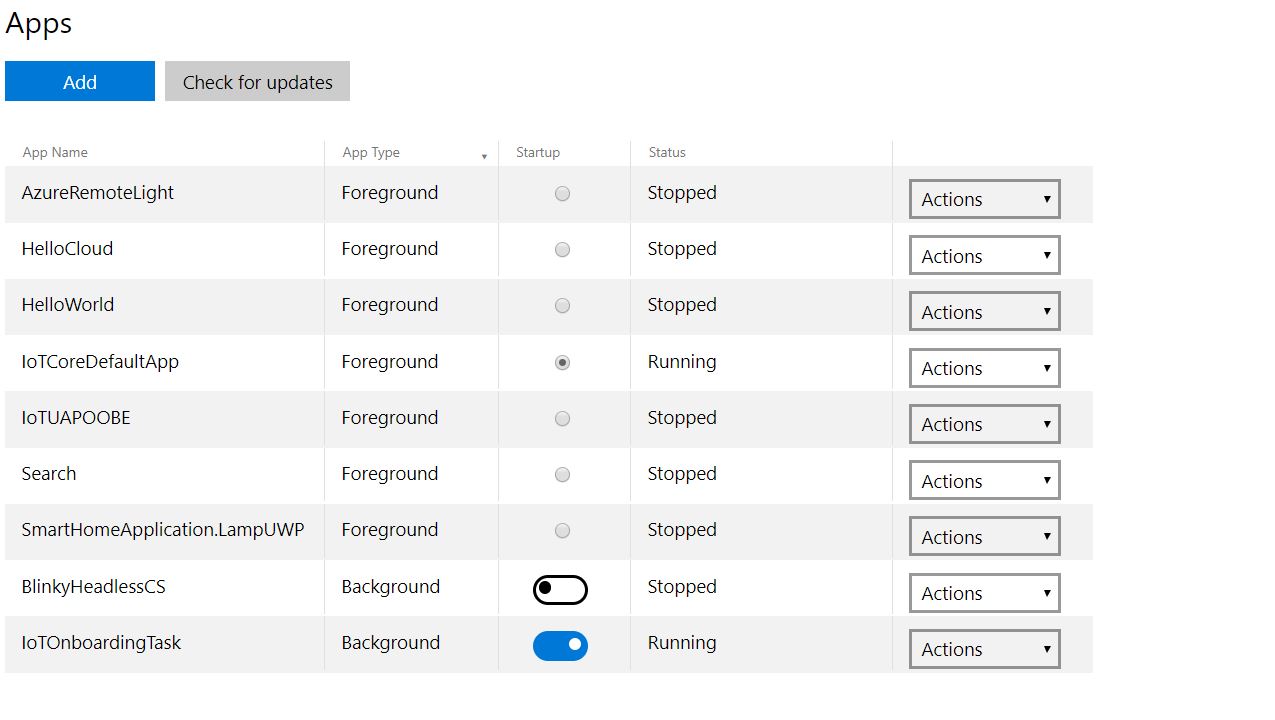 Apps
Add Check for updates
App Name App Type Startup Status
AzureRemoteLight Foreground Stopped Actions
HelloCloud Foreground Stopped Actions
HelloWorld Foreground Stopped Actions
IoTCoreDefaultApp Foreground Running Actions
IoTUAPOOBE Foreground Stopped Actions
Search Foreground Stopped Actions
SmartHomeApplication.LampUWP Foreground Stopped Actions
BlinkyHeadlessCS Background Stopped Actions
IoTOnboardingTask Background Running Actions